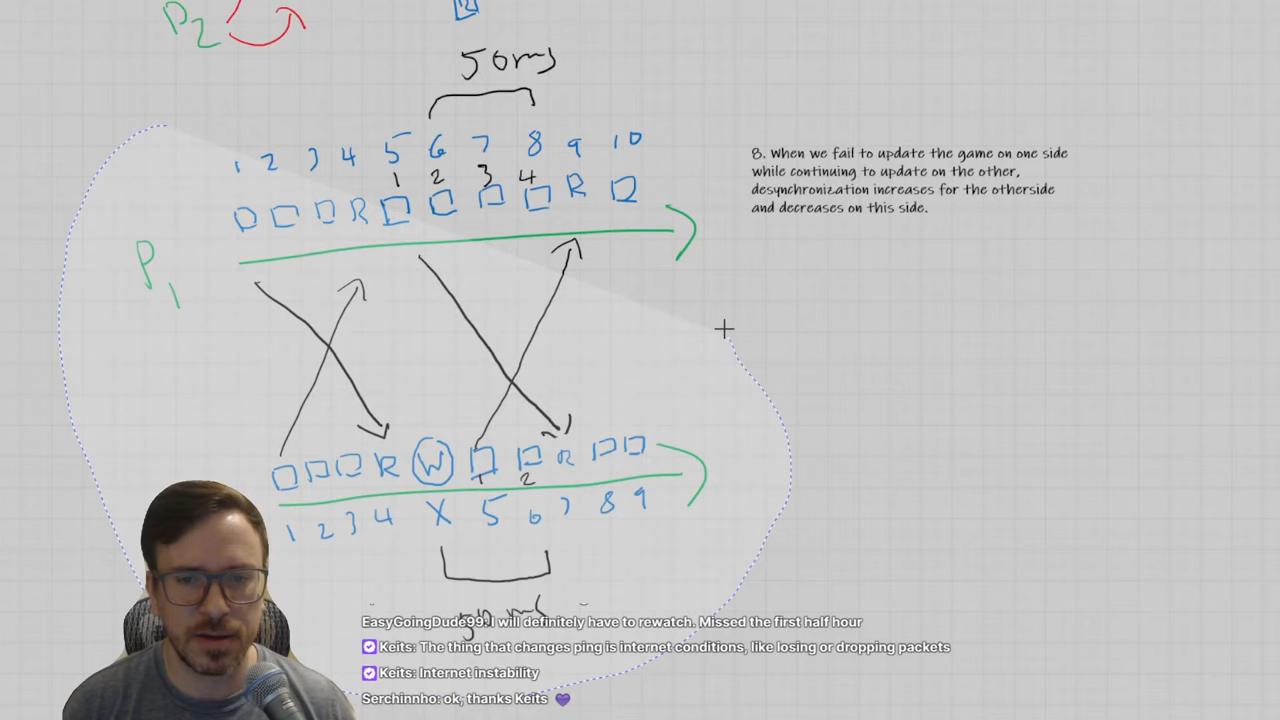 P2
50ms
1 2 3 4 5 6 7 8 9 10
1 2 3 4
R R
P1
8. When we fail to update the game on one side
while continuing to update on the other,
desynchronization increases for the otherside
and decreases on this side.
R W R
1 2
1 2 3 4 X 5 6 7 8 9
50 ms
EasyGoingDude99: I will definitely have to rewatch. Missed the first half hour
Keits: The thing that changes ping is internet conditions, like losing or dropping packets
Keits: Internet instability
Serchinnho: ok, thanks Keits 💜